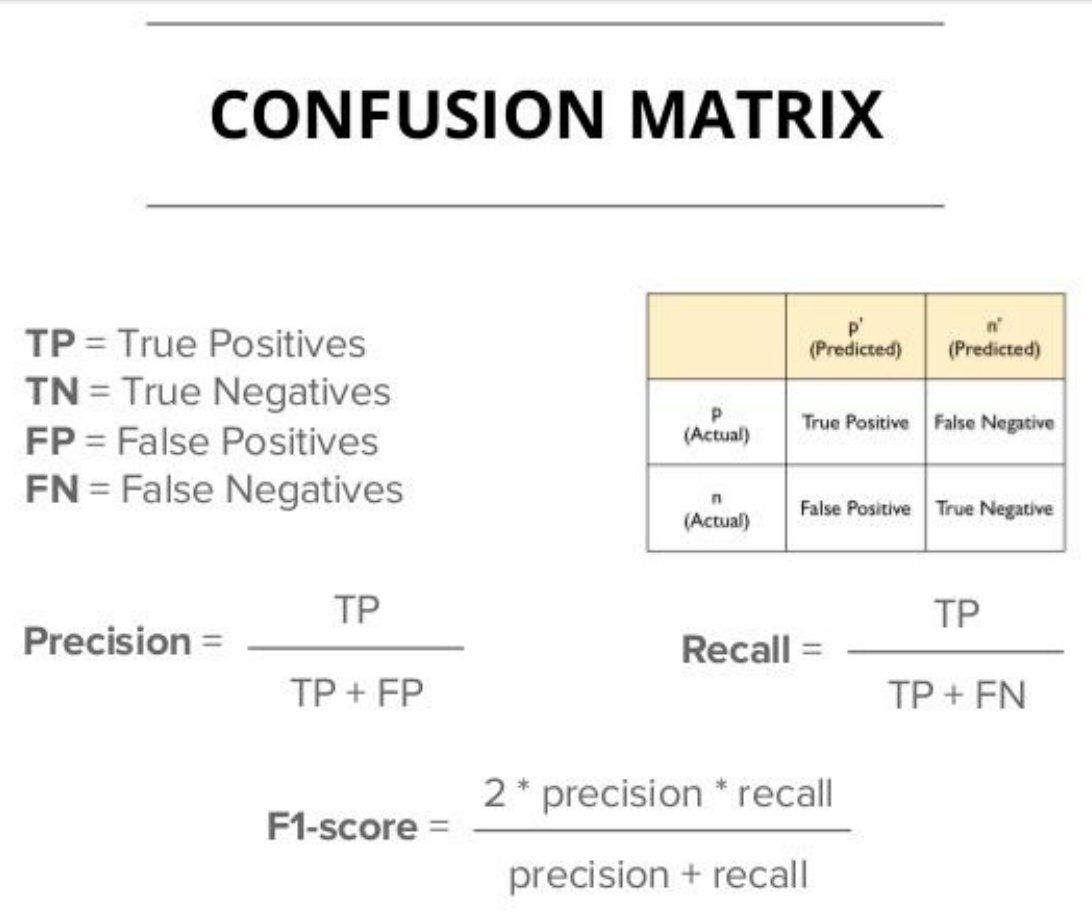 CONFUSION MATRIX
TP = True Positives
TN = True Negatives
FP = False Positives
FN = False Negatives
p' (Predicted) n' (Predicted)
p (Actual) True Positive False Negative
n (Actual) False Positive True Negative
Precision =
TP
TP + FP
Recall =
TP
TP + FN
F1-score =
2 * precision * recall
precision + recall